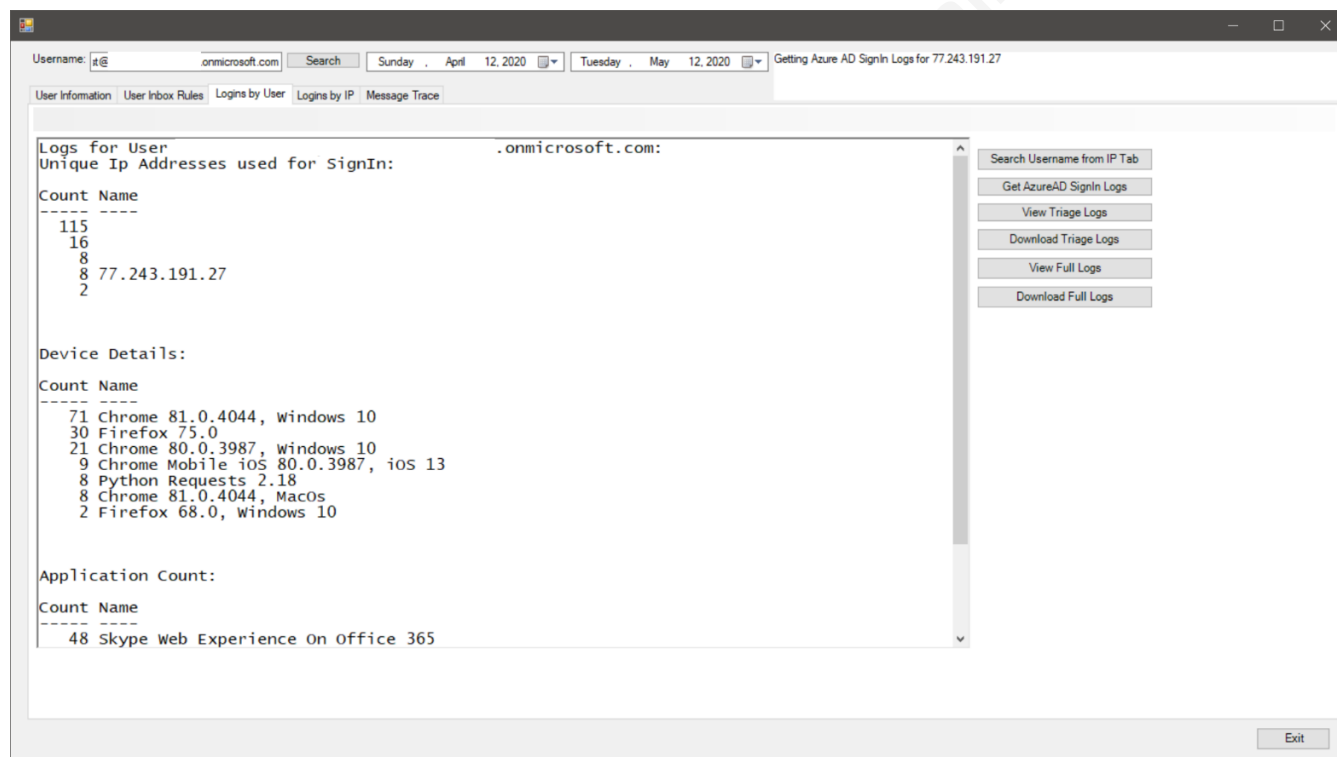 Username: it@ .onmicrosoft.com Search Sunday , April 12, 2020 Tuesday , May 12, 2020 Getting Azure AD SignIn Logs for 77.243.191.27
User Information User Inbox Rules Logins by User Logins by IP Message Trace
Logs for User .onmicrosoft.com:
Unique Ip Addresses used for SignIn:
Count Name
----- ----
115
16
8
8 77.243.191.27
2
Device Details:
Count Name
----- ----
71 Chrome 81.0.4044, Windows 10
30 Firefox 75.0
21 Chrome 80.0.3987, Windows 10
9 Chrome Mobile iOS 80.0.3987, iOS 13
8 Python Requests 2.18
8 Chrome 81.0.4044, MacOs
2 Firefox 68.0, Windows 10
Application Count:
Count Name
----- ----
48 Skype Web Experience On Office 365
Search Username from IP Tab
Get AzureAD SignIn Logs
View Triage Logs
Download Triage Logs
View Full Logs
Download Full Logs
Exit